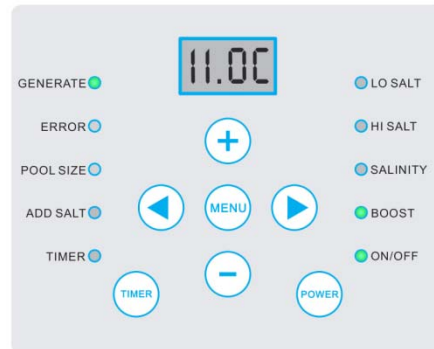 11.0C
GENERATE
LO SALT
ERROR
HI SALT
POOL SIZE
SALINITY
ADD SALT
MENU
BOOST
TIMER
ON/OFF
TIMER
POWER